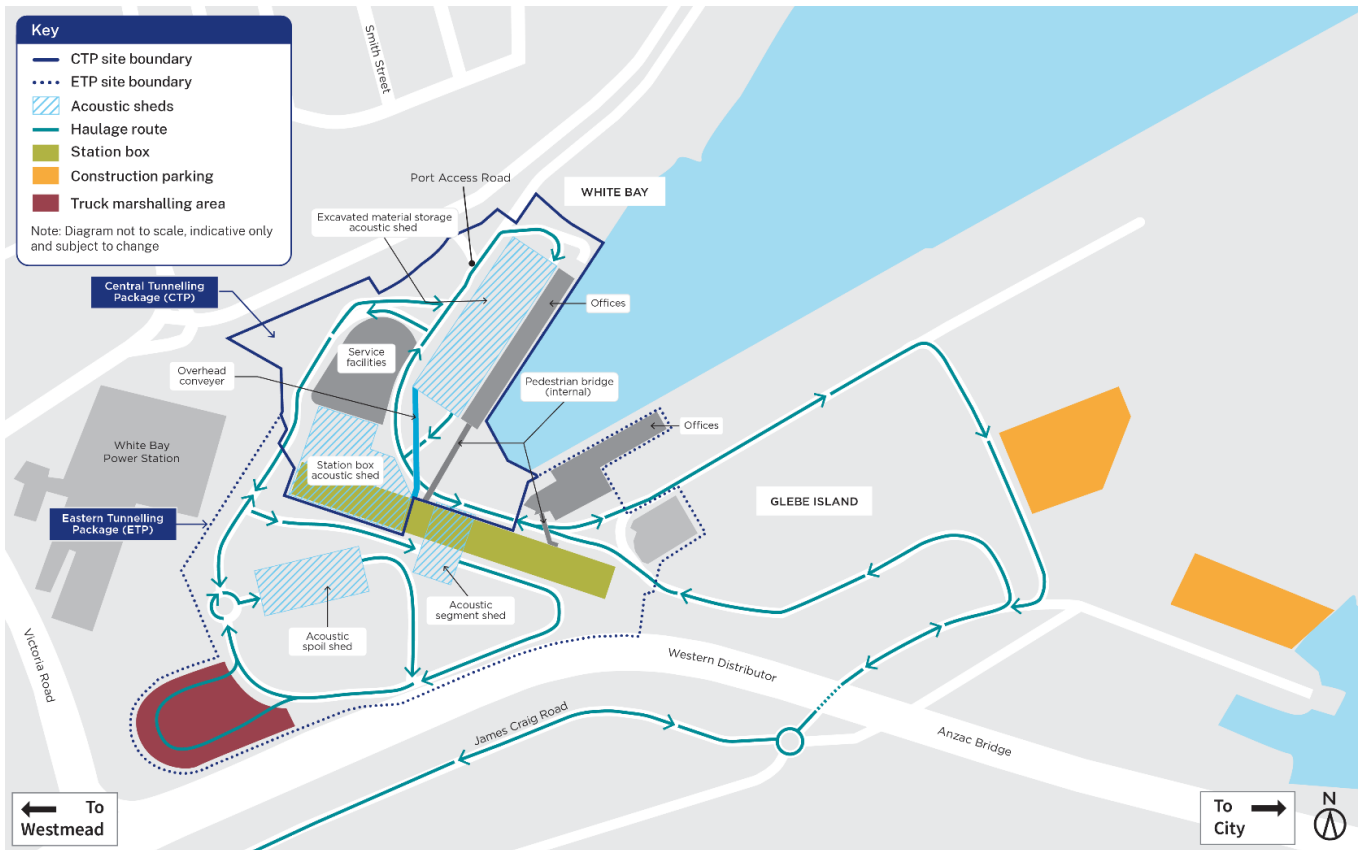 Key
CTP site boundary
ETP site boundary
Acoustic sheds
Haulage route
Station box
Construction parking
Truck marshalling area
Note: Diagram not to scale, indicative only
and subject to change
Smith Street
Port Access Road
WHITE BAY
Excavated material storage
acoustic shed
Central Tunnelling
Package (CTP)
Offices
Service
facilities
Overhead
conveyer
Pedestrian bridge
(internal)
Offices
White Bay
Power Station
Station box
acoustic shed
GLEBE ISLAND
Eastern Tunnelling
Package (ETP)
Acoustic
segment shed
Acoustic
spoil shed
Victoria Road
Western Distributor
James Craig Road
Anzac Bridge
To
Westmead
To
City
N